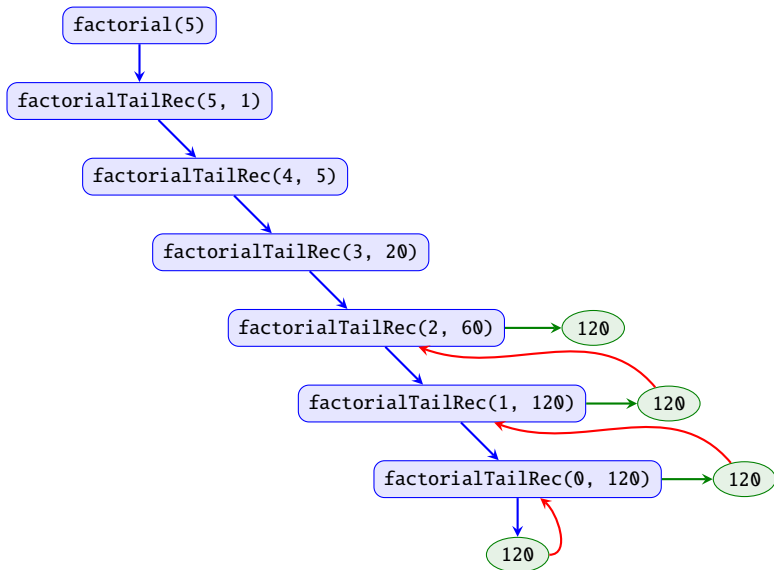 factorial(5)
factorialTailRec(5, 1)
factorialTailRec(4, 5)
factorialTailRec(3, 20)
factorialTailRec(2, 60)
120
factorialTailRec(1, 120)
120
factorialTailRec(0, 120)
120
120